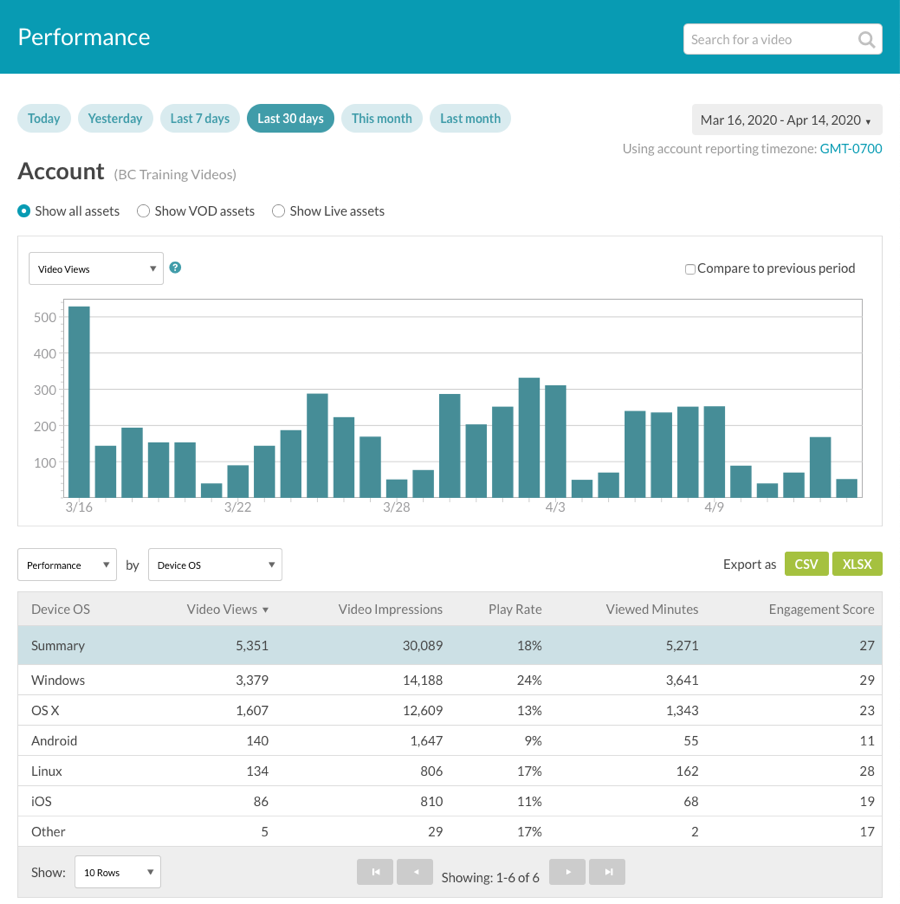 Performance
Search for a video
Today Yesterday Last 7 days Last 30 days This month Last month
Mar 16, 2020 - Apr 14, 2020 ▾
Using account reporting timezone: GMT-0700
Account (BC Training Videos)
Show all assets Show VOD assets Show Live assets
Video Views ?
Compare to previous period
500
400
300
200
100
3/16 3/22 3/28 4/3 4/9
Performance by Device OS
Export as CSV XLSX
Device OS Video Views ▾ Video Impressions Play Rate Viewed Minutes Engagement Score
Summary 5,351 30,089 18% 5,271 27
Windows 3,379 14,188 24% 3,641 29
OS X 1,607 12,609 13% 1,343 23
Android 140 1,647 9% 55 11
Linux 134 806 17% 162 28
iOS 86 810 11% 68 19
Other 5 29 17% 2 17
Show: 10 Rows Showing: 1-6 of 6